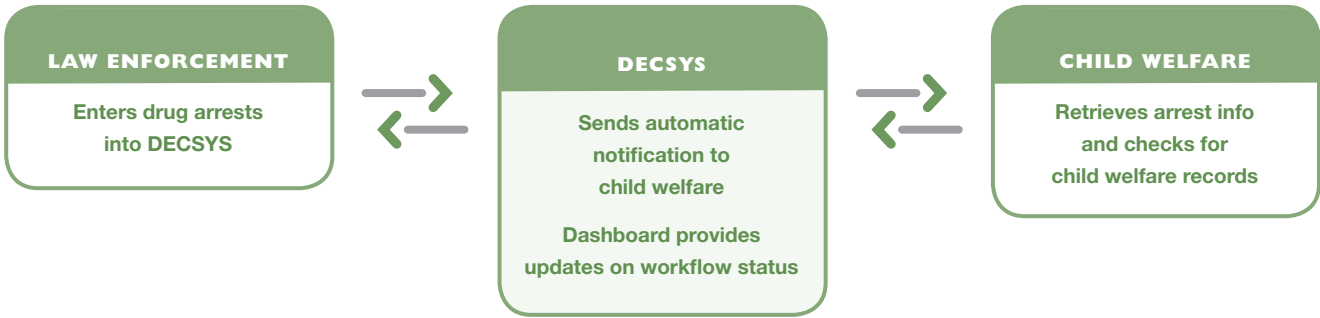 LAW ENFORCEMENT
Enters drug arrests
into DECSYS
DECSYS
Sends automatic
notification to
child welfare
Dashboard provides
updates on workflow status
CHILD WELFARE
Retrieves arrest info
and checks for
child welfare records